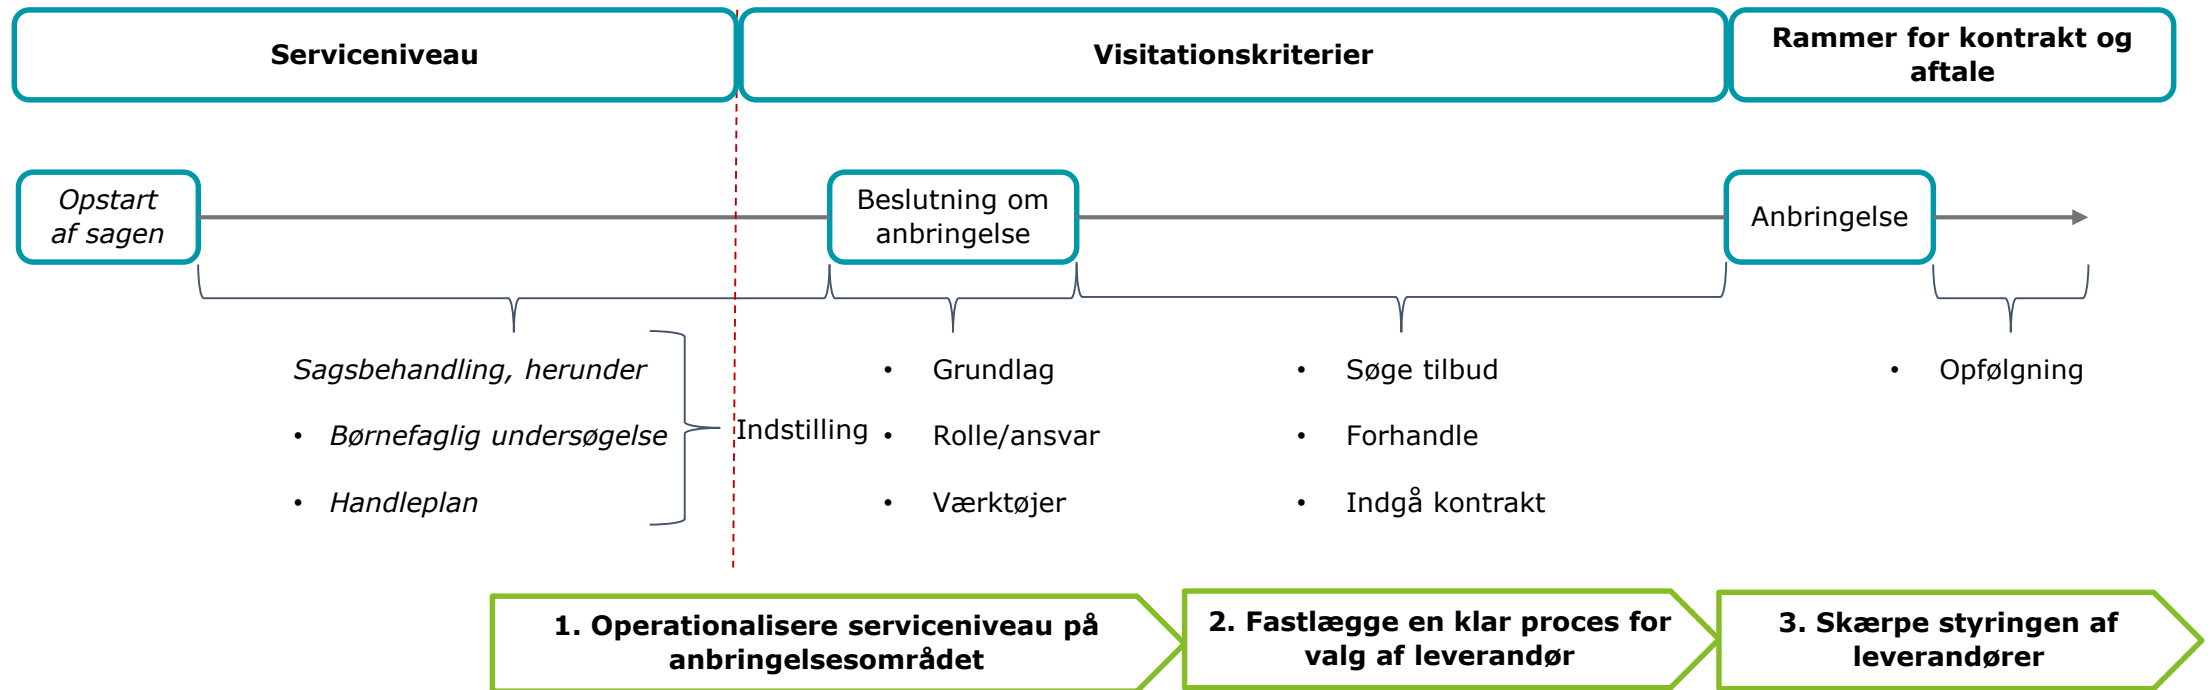 Serviceniveau
Visitationskriterier
Rammer for kontrakt og
aftale
Opstart
af sagen
Beslutning om
anbringelse
Anbringelse
Sagsbehandling, herunder
• Børnefaglig undersøgelse
• Handleplan
Indstilling
• Grundlag
• Rolle/ansvar
• Værktøjer
• Søge tilbud
• Forhandle
• Indgå kontrakt
• Opfølgning
1. Operationalisere serviceniveau på
anbringelsesområdet
2. Fastlægge en klar proces for
valg af leverandør
3. Skærpe styringen af
leverandører